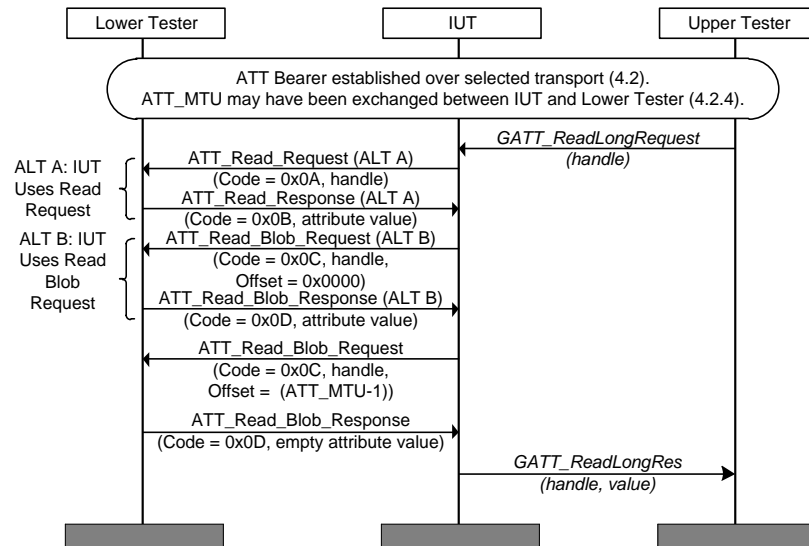 Lower Tester
IUT
Upper Tester
ATT Bearer established over selected transport (4.2).
ATT_MTU may have been exchanged between IUT and Lower Tester (4.2.4).
GATT_ReadLongRequest
(handle)
ALT A: IUT
Uses Read
Request
ATT_Read_Request (ALT A)
(Code = 0x0A, handle)
ATT_Read_Response (ALT A)
(Code = 0x0B, attribute value)
ALT B: IUT
Uses Read
Blob
Request
ATT_Read_Blob_Request (ALT B)
(Code = 0x0C, handle,
Offset = 0x0000)
ATT_Read_Blob_Response (ALT B)
(Code = 0x0D, attribute value)
ATT_Read_Blob_Request
(Code = 0x0C, handle,
Offset = (ATT_MTU-1))
ATT_Read_Blob_Response
(Code = 0x0D, empty attribute value)
GATT_ReadLongRes
(handle, value)